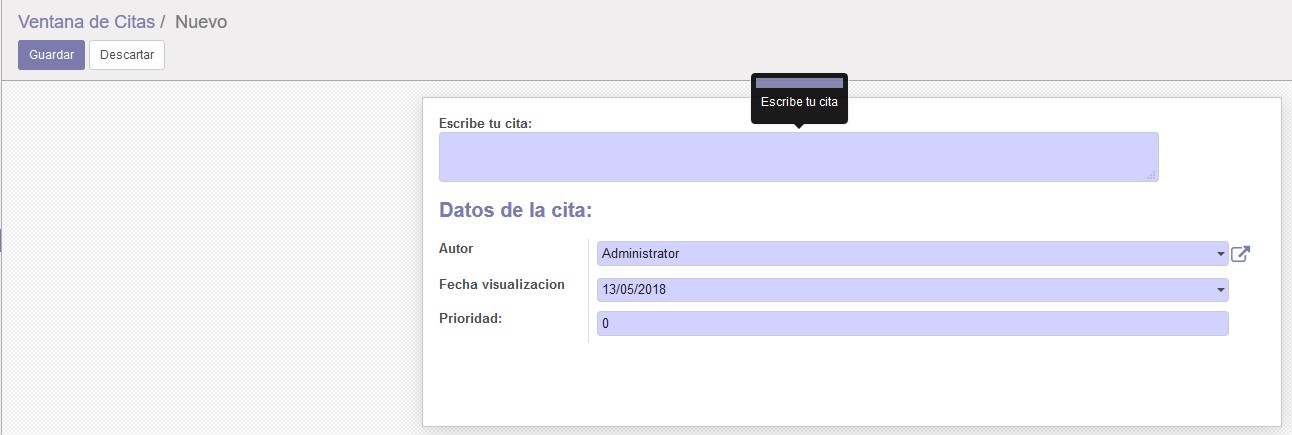 Ventana de Citas / Nuevo
Guardar Descartar
Escribe tu cita
Escribe tu cita:
Datos de la cita:
Autor Administrator
Fecha visualizacion 13/05/2018
Prioridad: 0